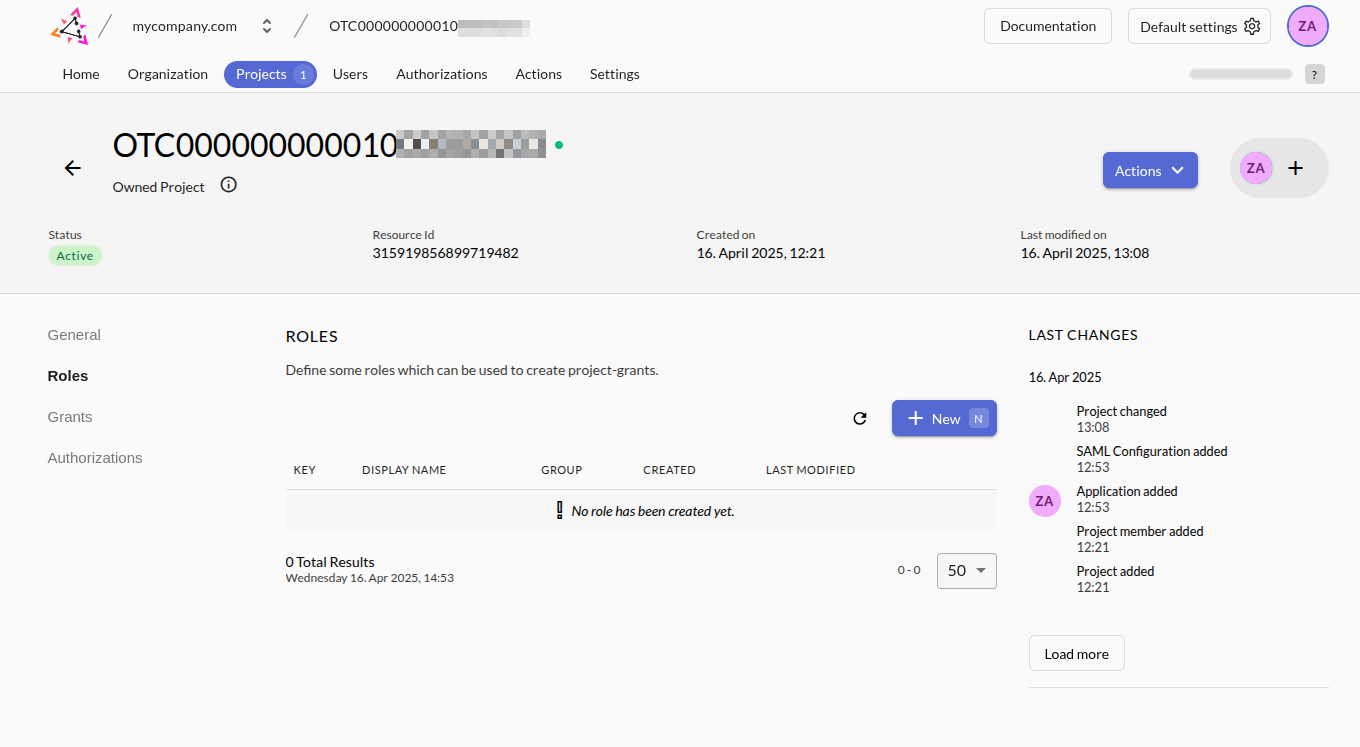 mycompany.com
OTC000000000010
Documentation
Default settings
ZA
Home
Organization
Projects 1
Users
Authorizations
Actions
Settings
?
OTC000000000010
Owned Project
Actions
ZA
Status
Active
Resource Id
315919856899719482
Created on
16. April 2025, 12:21
Last modified on
16. April 2025, 13:08
General
Roles
Grants
Authorizations
ROLES
Define some roles which can be used to create project-grants.
New N
KEY DISPLAY NAME GROUP CREATED LAST MODIFIED
No role has been created yet.
0 Total Results
Wednesday 16. Apr 2025, 14:53
0 - 0
50
LAST CHANGES
16. Apr 2025
Project changed
13:08
SAML Configuration added
12:53
ZA
Application added
12:53
Project member added
12:21
Project added
12:21
Load more